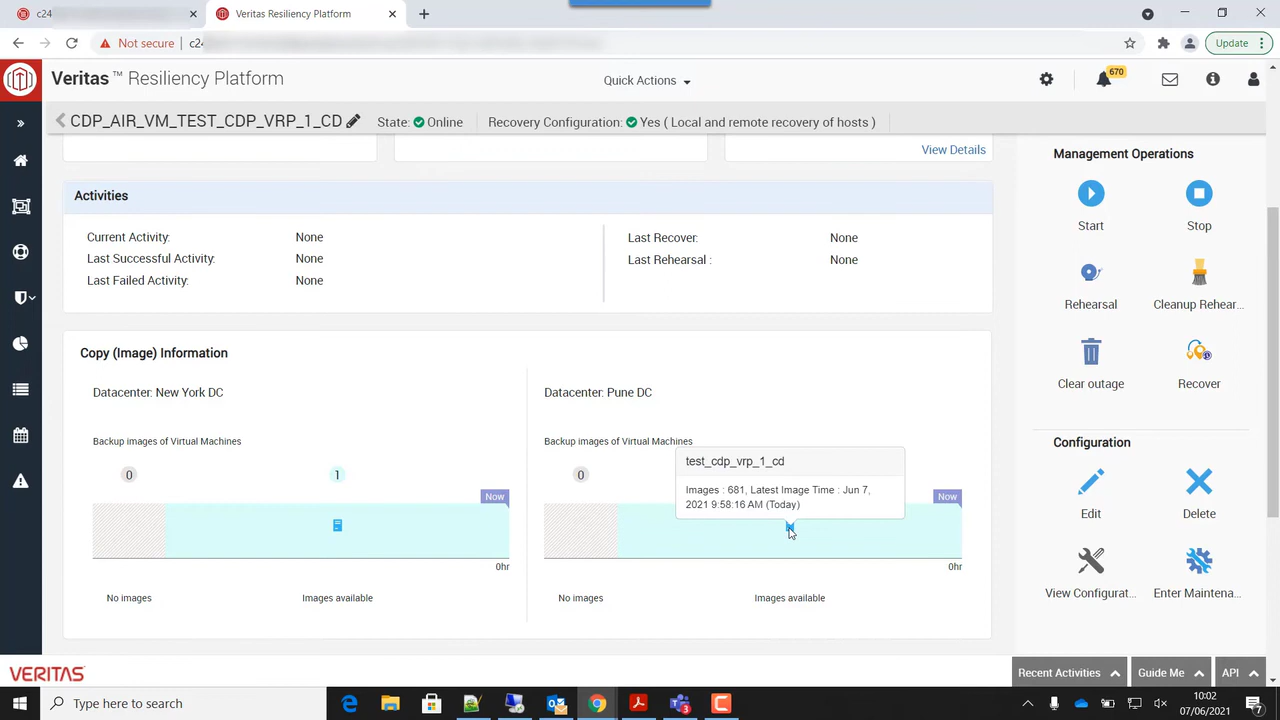 c24
Veritas Resiliency Platform
Not secure
c24
Update
Veritas ™ Resiliency Platform
Quick Actions
670
CDP_AIR_VM_TEST_CDP_VRP_1_CD
State: Online
Recovery Configuration: Yes ( Local and remote recovery of hosts )
View Details
Activities
Current Activity: None
Last Successful Activity: None
Last Failed Activity: None
Last Recover: None
Last Rehearsal : None
Copy (Image) Information
Datacenter: New York DC
Backup images of Virtual Machines
0
1
Now
0hr
No images
Images available
Datacenter: Pune DC
Backup images of Virtual Machines
0
test_cdp_vrp_1_cd
Images : 681, Latest Image Time : Jun 7,
2021 9:58:16 AM (Today)
Now
0hr
No images
Images available
Management Operations
Start
Stop
Rehearsal
Cleanup Rehear...
Clear outage
Recover
Configuration
Edit
Delete
View Configurat...
Enter Maintena...
VERITAS
Recent Activities
Guide Me
API
Type here to search
10:02
07/06/2021
7